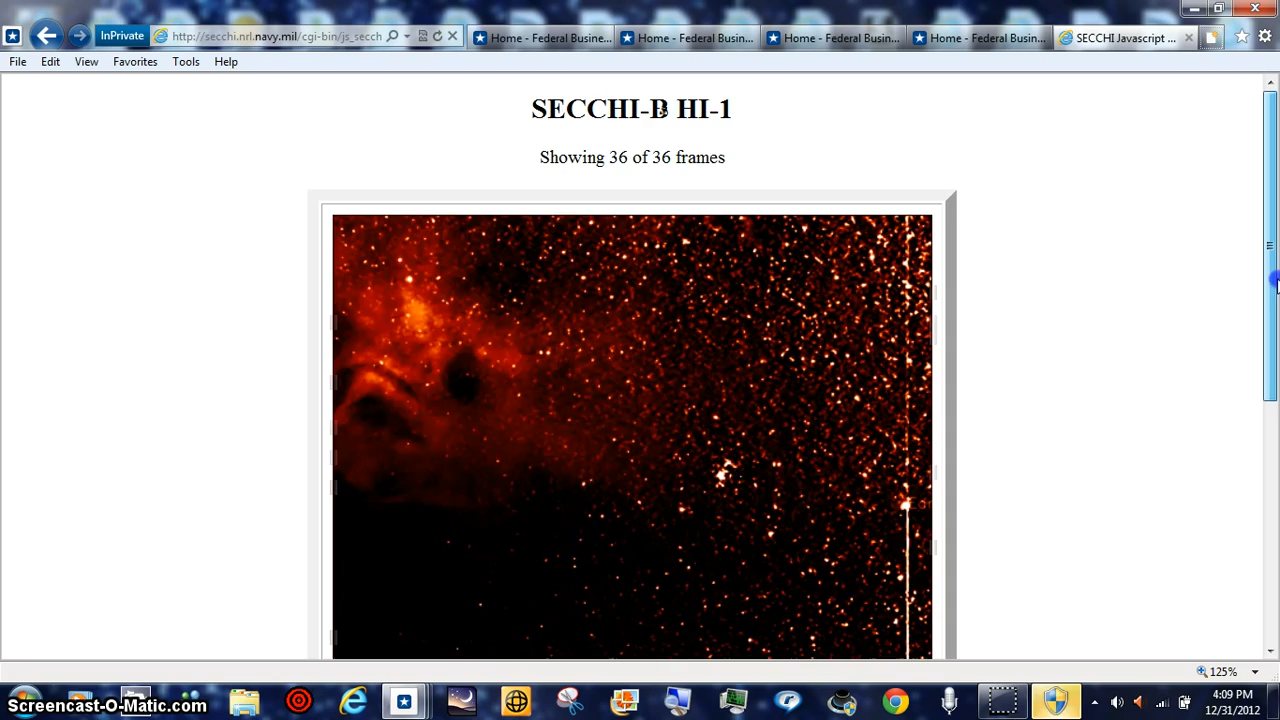 InPrivate
http://secchi.nrl.navy.mil/cgi-bin/js_secch
Home - Federal Busine...
Home - Federal Busin...
Home - Federal Busin...
Home - Federal Busin...
SECCHI Javascript ...
File Edit View Favorites Tools Help
SECCHI-B HI-1
Showing 36 of 36 frames
125%
4:09 PM
12/31/2012
Screencast-O-Matic.com